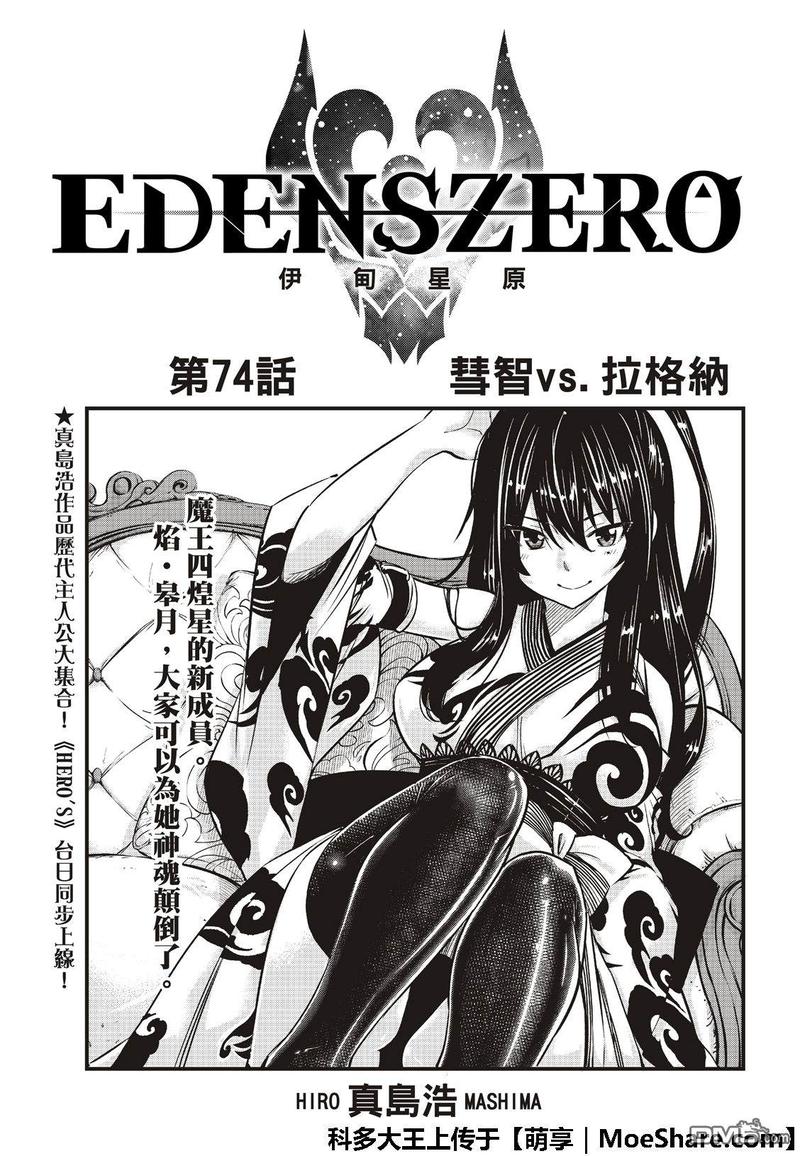 EDENSZERO
伊甸星原
第74話 彗智vs.拉格納
★真島浩作品歷代主人公大集合！《HERO'S》台日同步上線！
魔王四煌星的新成員。
焰・皋月，大家可以為她神魂顛倒了。
HIRO 真島浩 MASHIMA
科多大王上传于【萌享｜MoeShare.com】